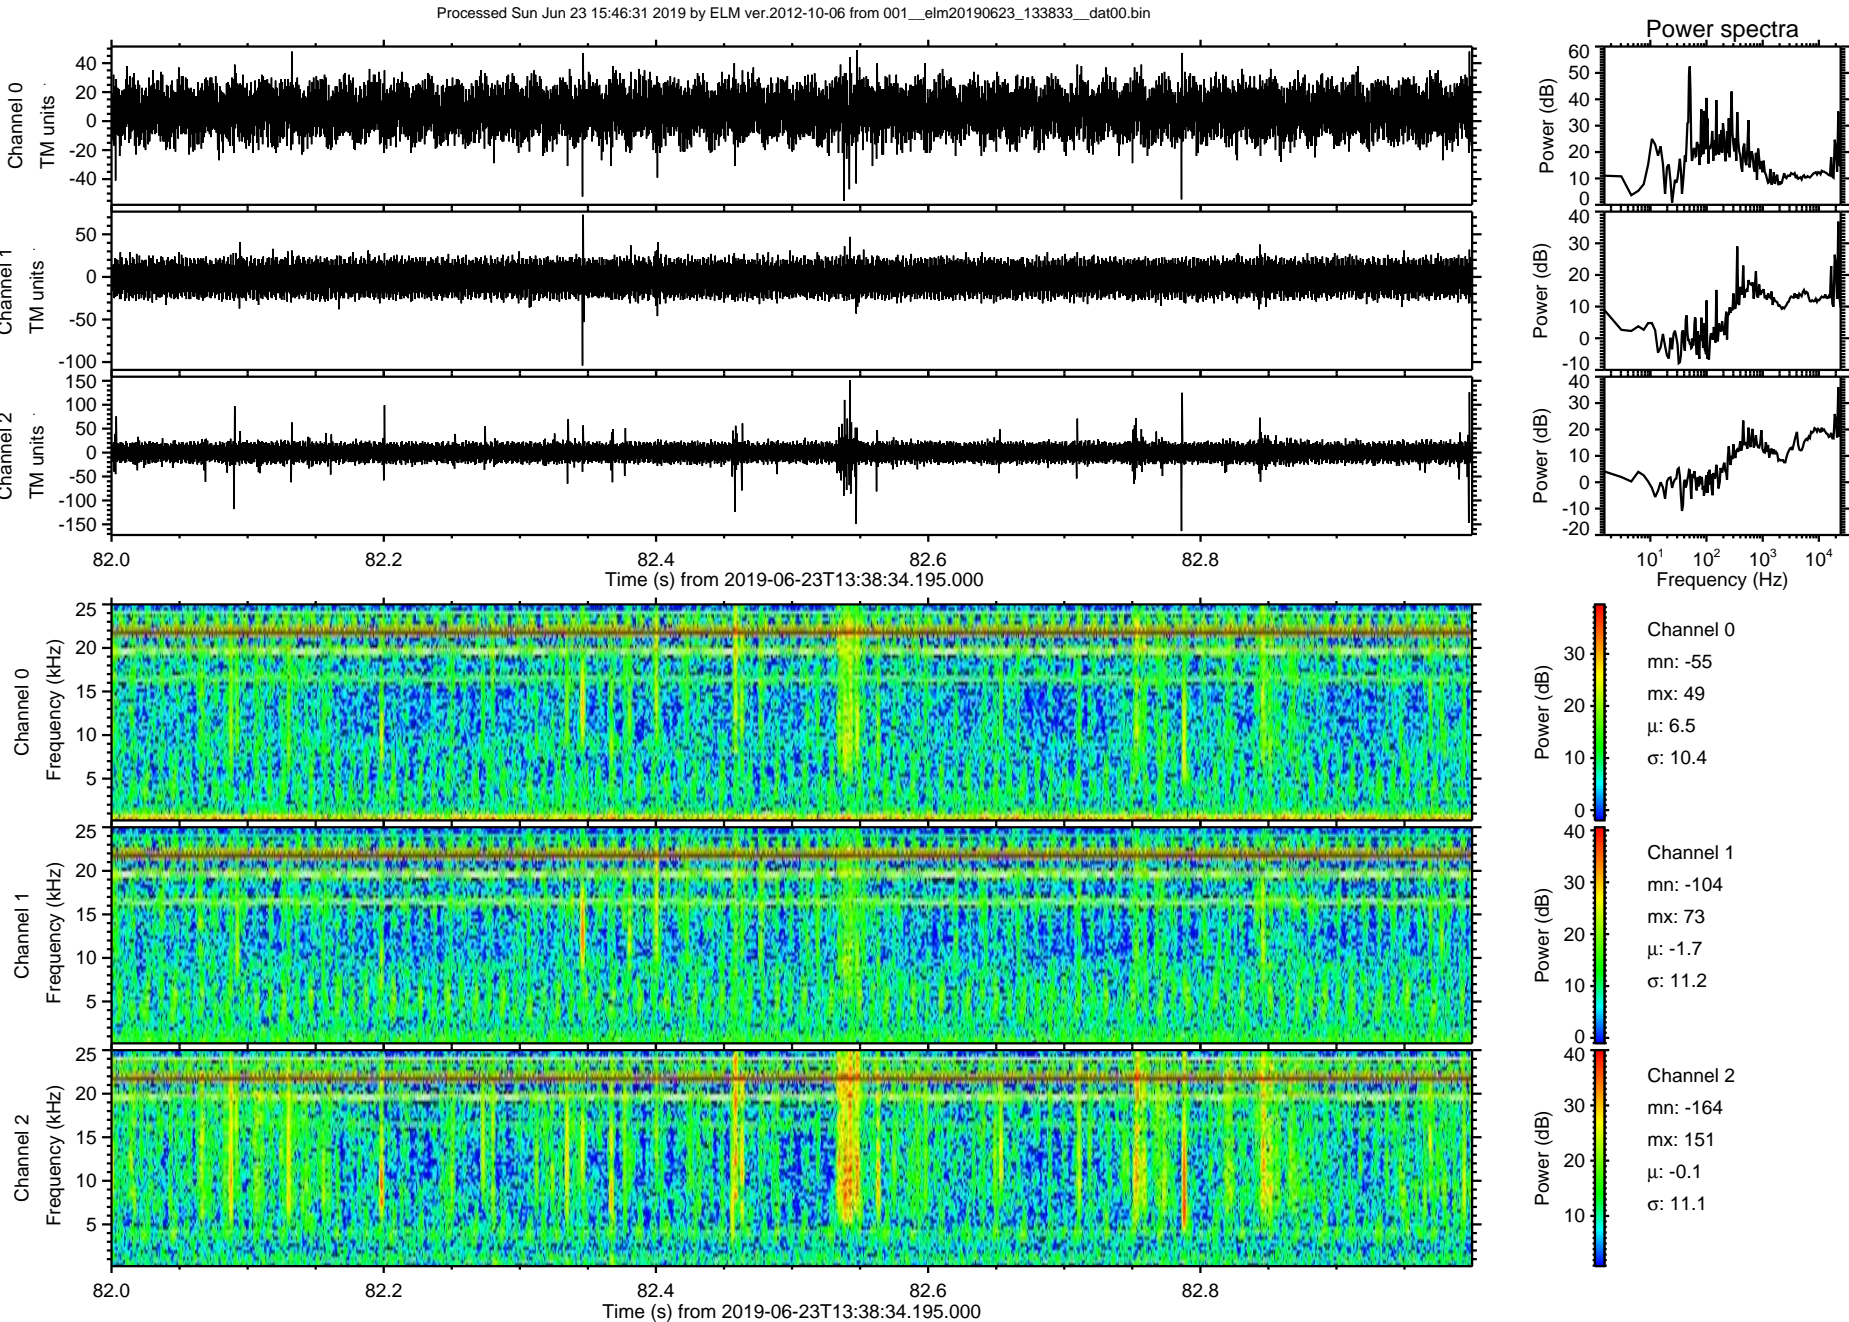 Processed Sun Jun 23 15:46:31 2019 by ELM ver.2012-10-06 from 001__elm20190623_133833__dat00.bin
Power spectra
Channel 0
TM units
40
20
0
-20
-40
Power (dB)
60
50
40
30
20
10
0
Channel 1
TM units
50
0
-50
-100
Power (dB)
40
30
20
10
0
-10
Channel 2
TM units
150
100
50
0
-50
-100
-150
Power (dB)
40
30
20
10
0
-10
-20
82.0 82.2 82.4 82.6 82.8
Time (s) from 2019-06-23T13:38:34.195.000
10^1 10^2 10^3 10^4
Frequency (Hz)
Channel 0
Frequency (kHz)
25
20
15
10
5
Power (dB)
30
20
10
0
Channel 0
mn: -55
mx: 49
μ: 6.5
σ: 10.4
Channel 1
Frequency (kHz)
25
20
15
10
5
Power (dB)
40
30
20
10
0
Channel 1
mn: -104
mx: 73
μ: -1.7
σ: 11.2
Channel 2
Frequency (kHz)
25
20
15
10
5
Power (dB)
40
30
20
10
Channel 2
mn: -164
mx: 151
μ: -0.1
σ: 11.1
82.0 82.2 82.4 82.6 82.8
Time (s) from 2019-06-23T13:38:34.195.000